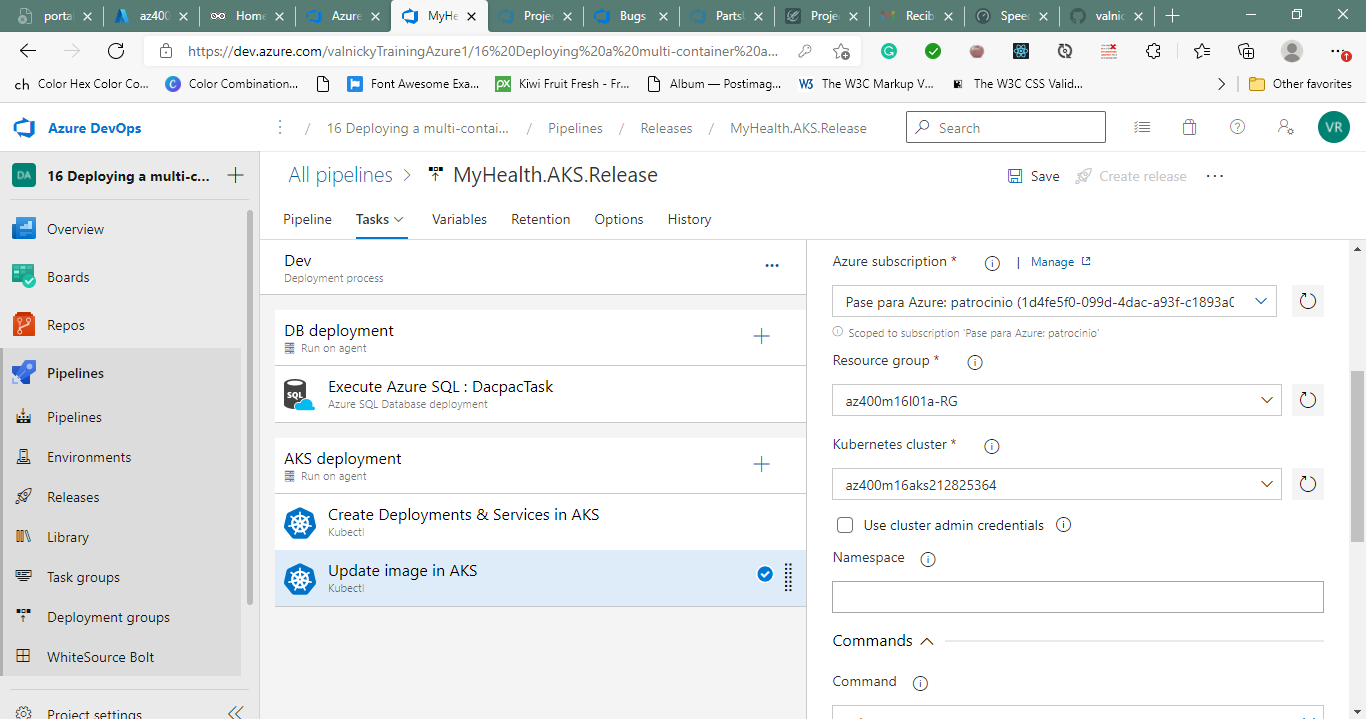 porta
az400
Home
Azure
MyHe
Projec
Bugs
PartsU
Projec
Recib
Speed
valnic
https://dev.azure.com/valnickyTrainingAzure1/16%20Deploying%20a%20multi-container%20a...
Color Hex Color Co...
Color Combination...
Font Awesome Exa...
Kiwi Fruit Fresh - Fr...
Album — Postimag...
The W3C Markup V...
The W3C CSS Valid...
Other favorites
Azure DevOps
/ 16 Deploying a multi-contai... / Pipelines / Releases / MyHealth.AKS.Release
Search
VR
DA 16 Deploying a multi-c...
All pipelines > MyHealth.AKS.Release
Save
Create release
Pipeline
Tasks
Variables
Retention
Options
History
Overview
Boards
Repos
Pipelines
Pipelines
Environments
Releases
Library
Task groups
Deployment groups
WhiteSource Bolt
Project settings
Dev
Deployment process
DB deployment
Run on agent
SQL
Execute Azure SQL : DacpacTask
Azure SQL Database deployment
AKS deployment
Run on agent
Create Deployments & Services in AKS
Kubectl
Update image in AKS
Kubectl
Azure subscription * | Manage
Pase para Azure: patrocinio (1d4fe5f0-099d-4dac-a93f-c1893a0
Scoped to subscription 'Pase para Azure: patrocinio'
Resource group *
az400m16l01a-RG
Kubernetes cluster *
az400m16aks212825364
Use cluster admin credentials
Namespace
Commands
Command